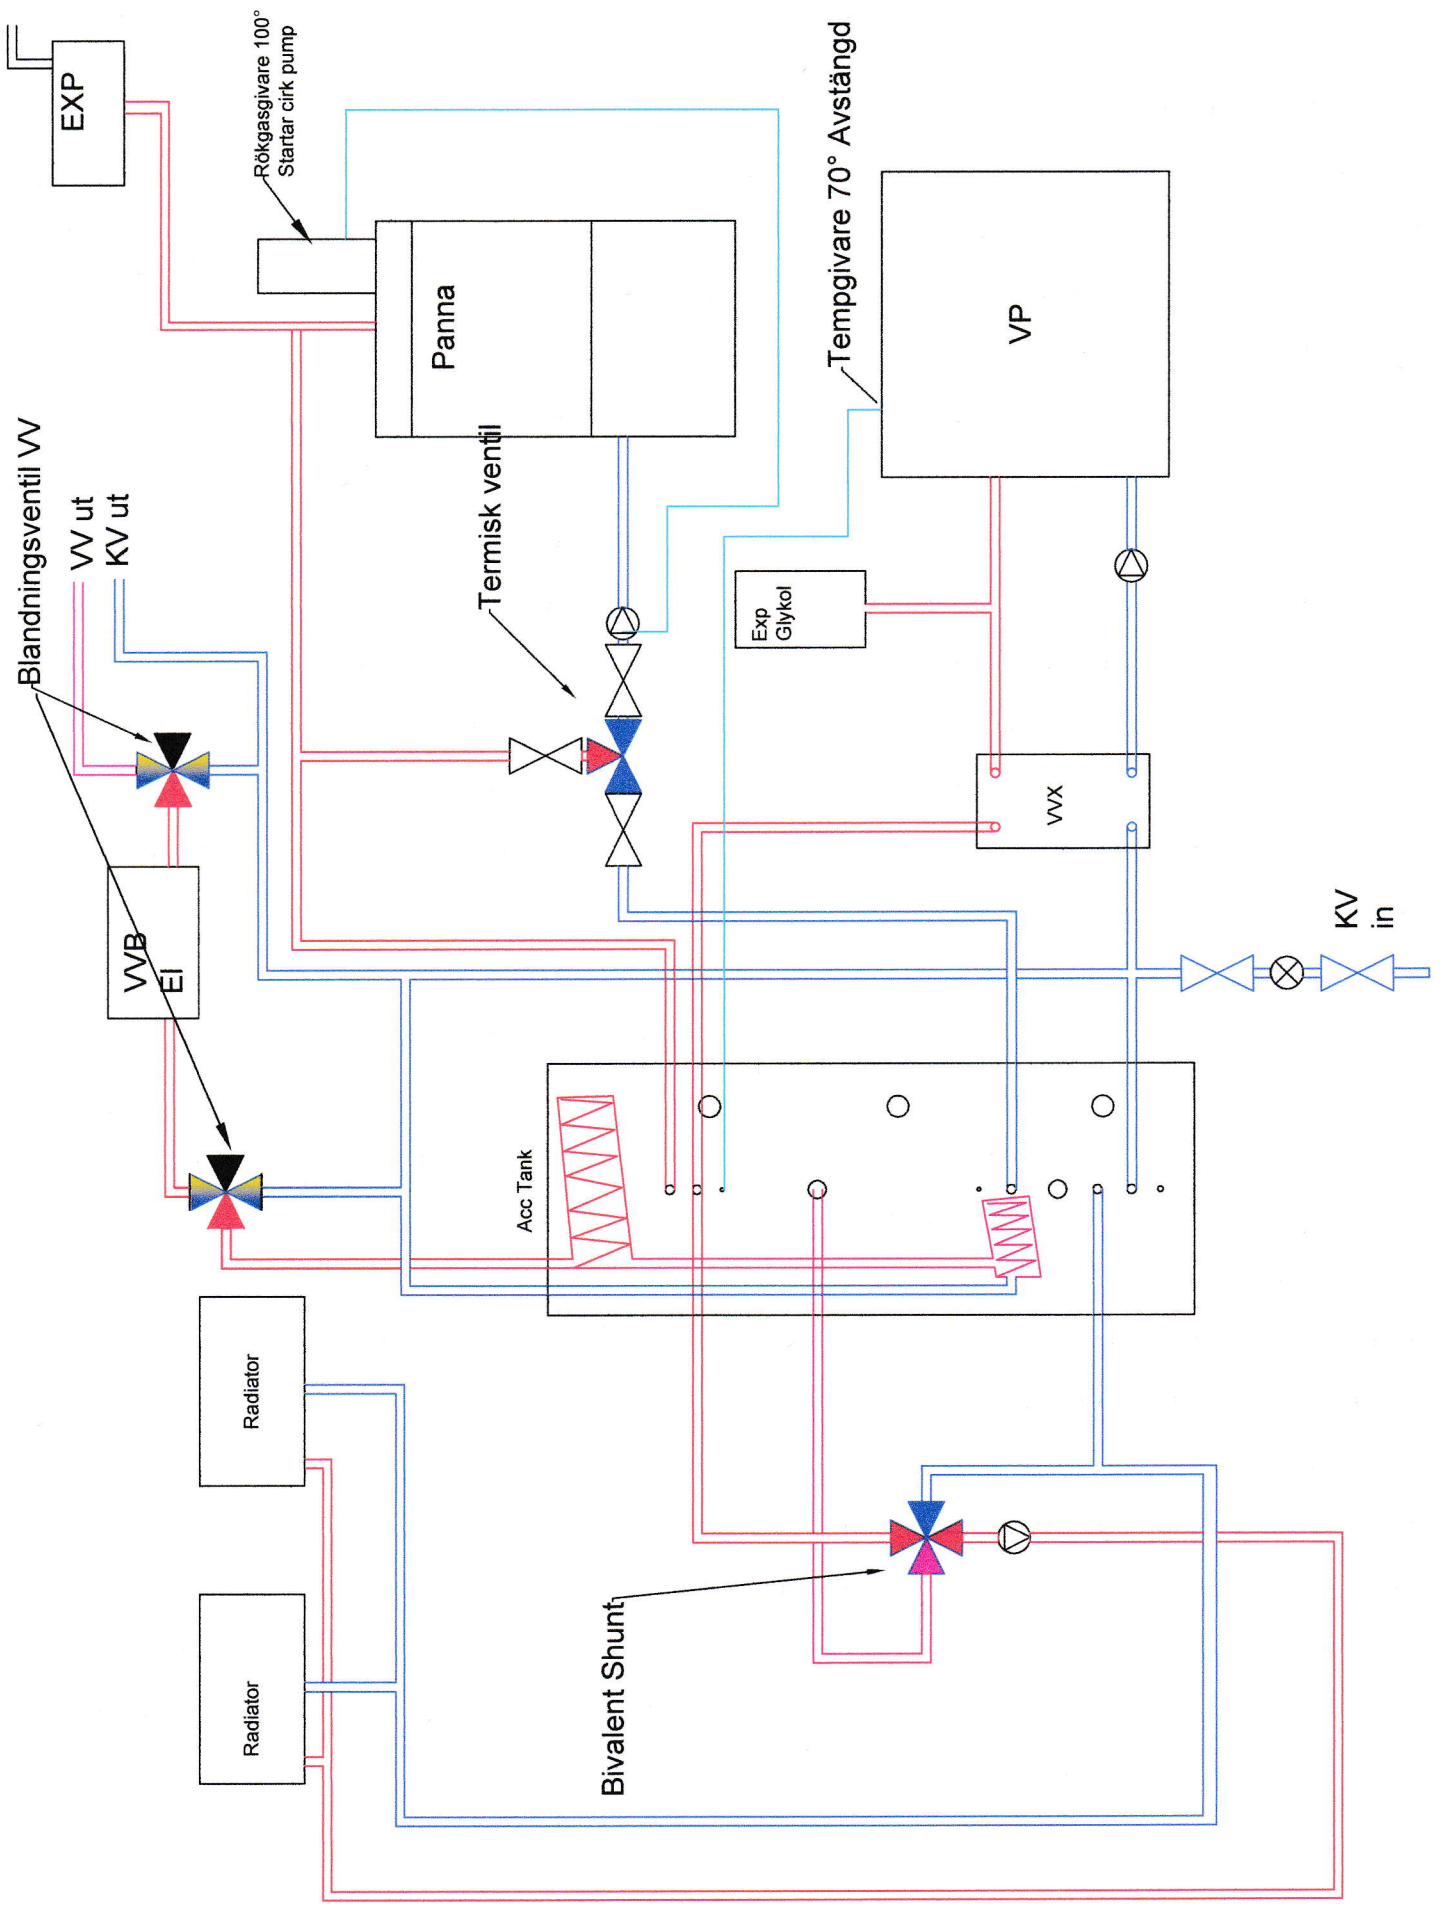 Radiator
Radiator
Bivalent Shunt
Acc Tank
VVB
El
Blandningsventil VV
VV ut
KV ut
Termisk ventil
Panna
Rökgasgivare 100°
Startar cirk pump
EXP
Tempgivare 70° Avstängd
VP
Exp
Glykol
VVX
KV
in